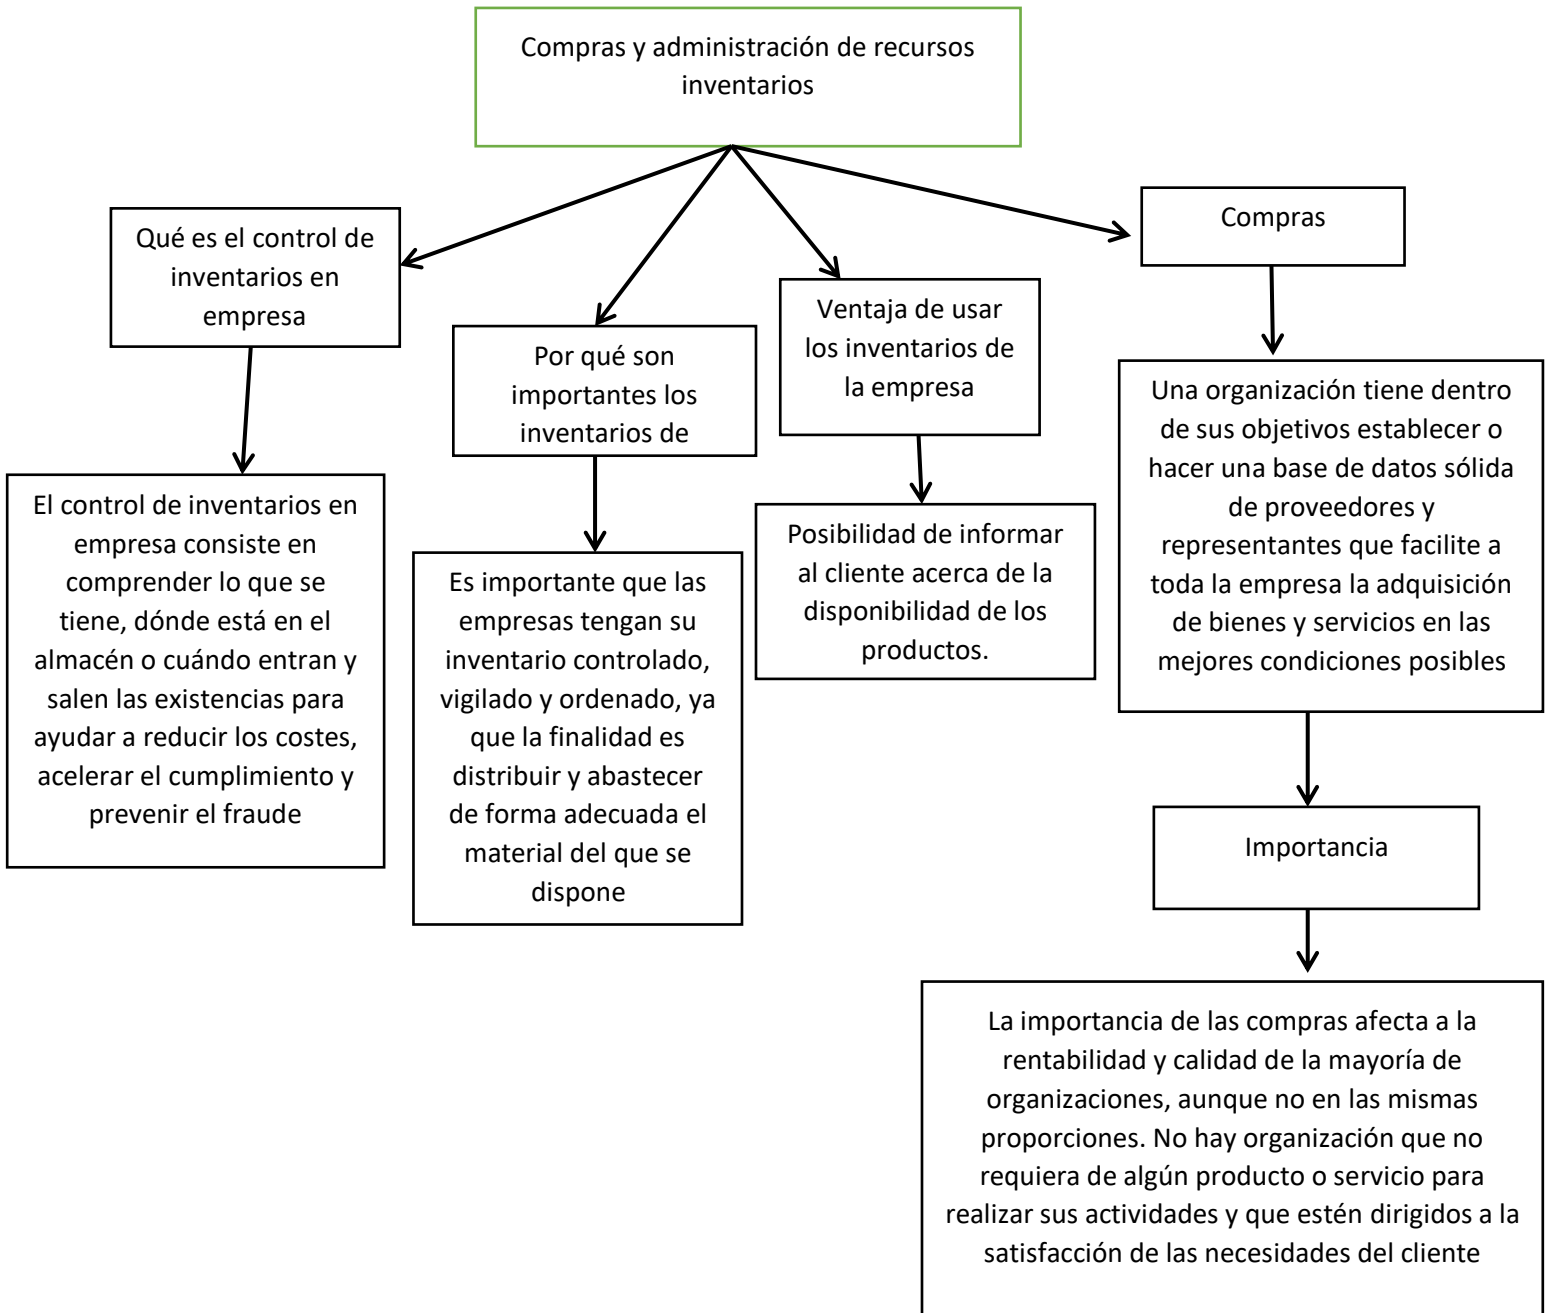 Compras y administración de recursos
inventarios
Qué es el control de
inventarios en
empresa
Por qué son
importantes los
inventarios de
Ventaja de usar
los inventarios de
la empresa
Compras
El control de inventarios en
empresa consiste en
comprender lo que se
tiene, dónde está en el
almacén o cuándo entran y
salen las existencias para
ayudar a reducir los costes,
acelerar el cumplimiento y
prevenir el fraude
Es importante que las
empresas tengan su
inventario controlado,
vigilado y ordenado, ya
que la finalidad es
distribuir y abastecer
de forma adecuada el
material del que se
dispone
Posibilidad de informar
al cliente acerca de la
disponibilidad de los
productos.
Una organización tiene dentro
de sus objetivos establecer o
hacer una base de datos sólida
de proveedores y
representantes que facilite a
toda la empresa la adquisición
de bienes y servicios en las
mejores condiciones posibles
Importancia
La importancia de las compras afecta a la
rentabilidad y calidad de la mayoría de
organizaciones, aunque no en las mismas
proporciones. No hay organización que no
requiera de algún producto o servicio para
realizar sus actividades y que estén dirigidos a la
satisfacción de las necesidades del cliente